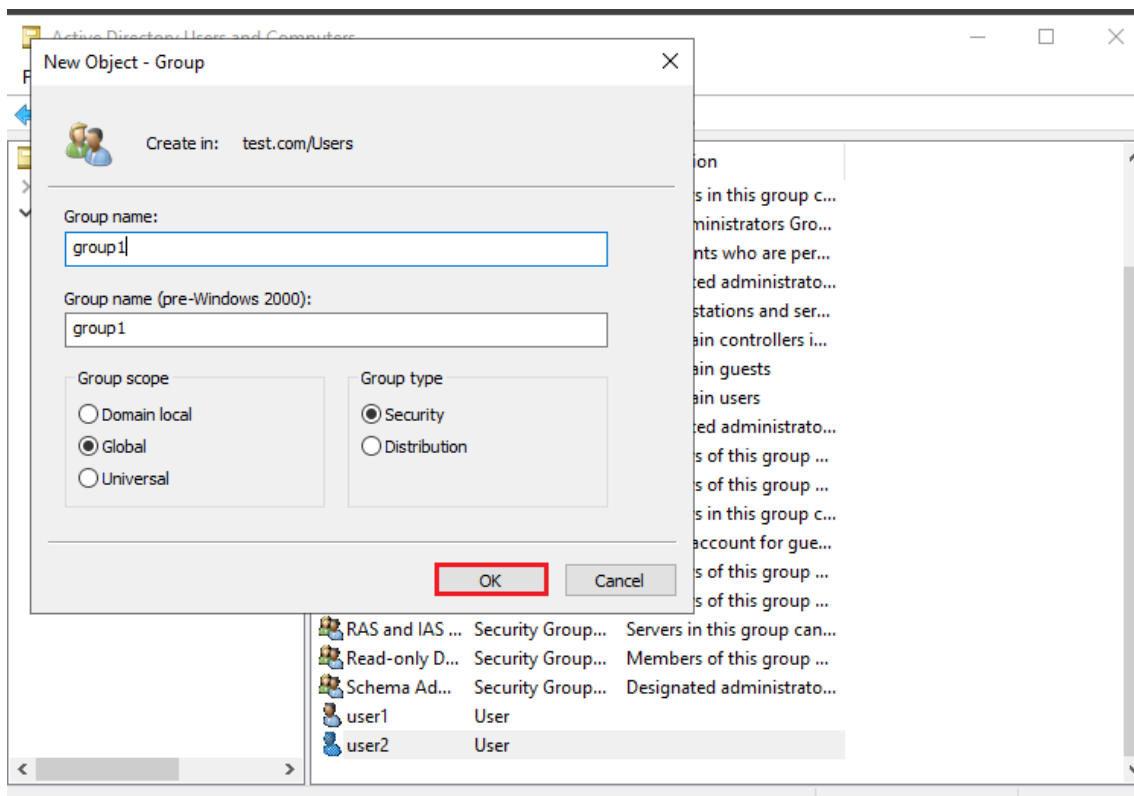 Active Directory Users and Computers
New Object - Group
Create in: test.com/Users
Group name:
group1
Group name (pre-Windows 2000):
group1
Group scope
Domain local
Global
Universal
Group type
Security
Distribution
OK
Cancel
s in this group c...
ministrators Gro...
nts who are per...
ted administrato...
stations and ser...
ain controllers i...
ain guests
ain users
ted administrato...
s of this group ...
s of this group ...
s in this group c...
account for gue...
s of this group ...
s of this group ...
RAS and IAS ... Security Group... Servers in this group can...
Read-only D... Security Group... Members of this group ...
Schema Ad... Security Group... Designated administrato...
user1 User
user2 User